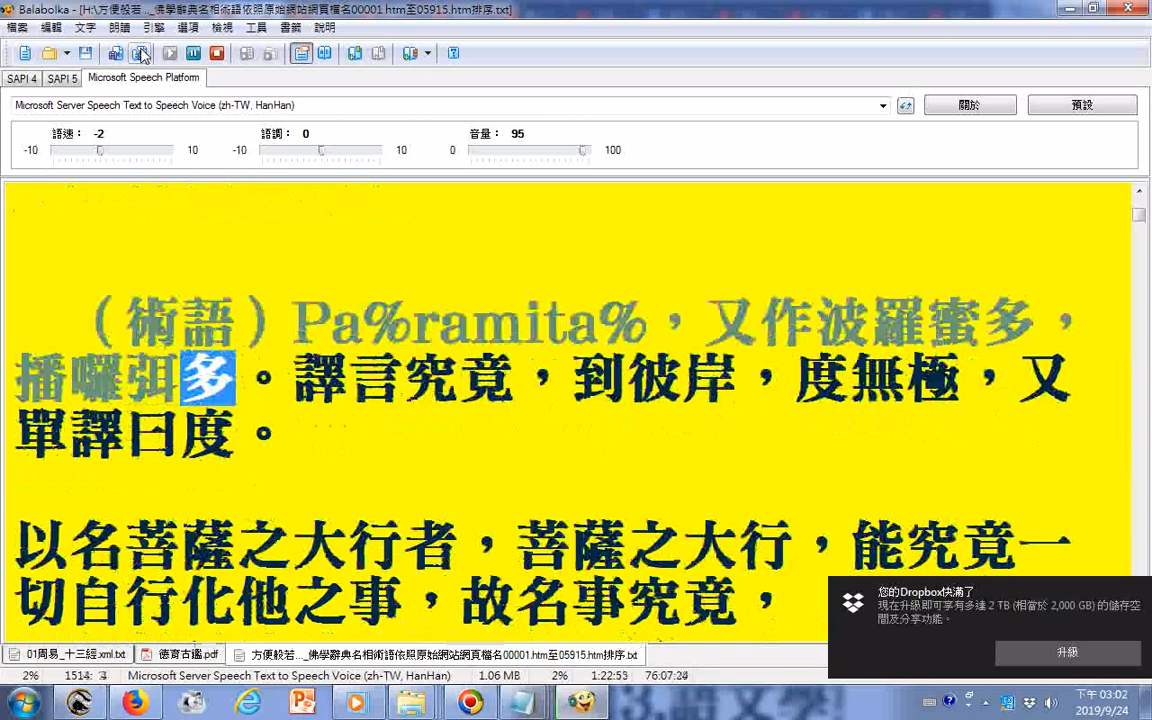 Balabolka - [H:\方便般若..._佛學辭典名相術語依照原始網站網頁檔名00001.htm至05915.htm排序.txt]
檔案 編輯 文字 朗讀 引擎 選項 檢視 工具 書籤 說明
SAPI 4 SAPI 5 Microsoft Speech Platform
Microsoft Server Speech Text to Speech Voice (zh-TW, HanHan) 關於 預設
語速： -2 語調： 0 音量： 95
-10 10 -10 10 0 100
（術語）Pa%ramita%，又作波羅蜜多，
播囉弭多。譯言究竟，到彼岸，度無極，又
單譯曰度。
以名菩薩之大行者，菩薩之大行，能究竟一
切自行化他之事，故名事究竟，
您的Dropbox快滿了
現在升級即可享有多達 2 TB (相當於 2,000 GB) 的儲存空
間及分享功能。
升級
01周易_十三經.xml.txt 德育古鑑.pdf 方便般若..._佛學辭典名相術語依照原始網站網頁檔名00001.htm至05915.htm排序.txt
2% 1514: Microsoft Server Speech Text to Speech Voice (zh-TW, HanHan) 1.06 MB 2% 1:22:53 76:07:24
3.語文學
下午 03:02
2019/9/24